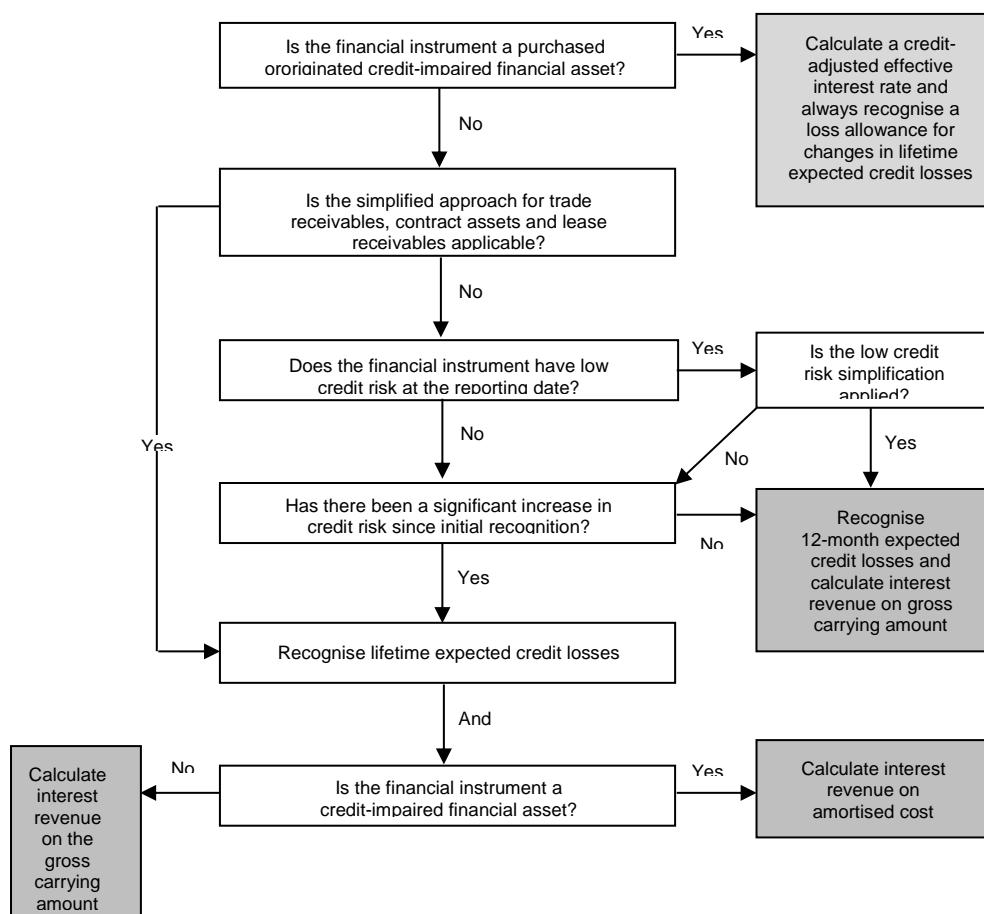 Is the financial instrument a purchased
ororiginated credit-impaired financial asset?
Yes
Calculate a credit-
adjusted effective
interest rate and
always recognise a
loss allowance for
changes in lifetime
expected credit losses
No
Is the simplified approach for trade
receivables, contract assets and lease
receivables applicable?
No
Does the financial instrument have low
credit risk at the reporting date?
Yes
Is the low credit
risk simplification
applied?
Yes
No
No
Yes
Has there been a significant increase in
credit risk since initial recognition?
No
Recognise
12-month expected
credit losses and
calculate interest
revenue on gross
carrying amount
Yes
Recognise lifetime expected credit losses
And
Is the financial instrument a
credit-impaired financial asset?
No
Calculate
interest
revenue
on the
gross
carrying
amount
Yes
Calculate interest
revenue on
amortised cost